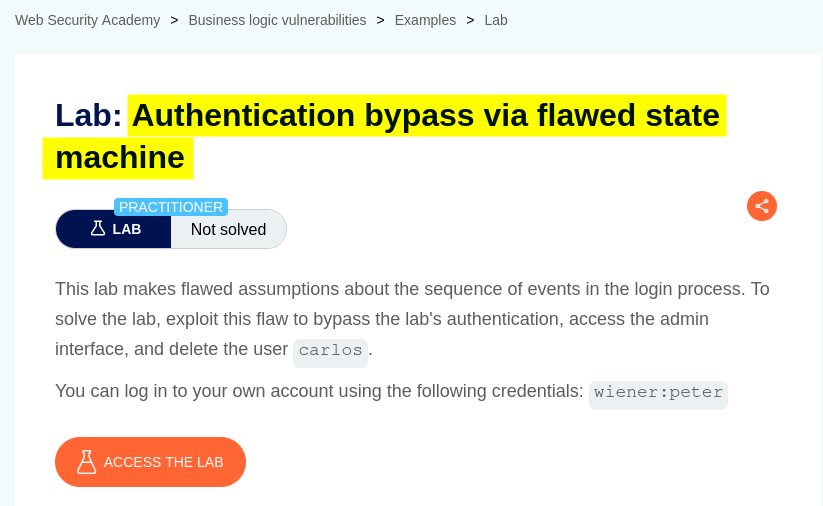 Web Security Academy > Business logic vulnerabilities > Examples > Lab
Lab: Authentication bypass via flawed state
machine
PRACTITIONER
LAB Not solved
This lab makes flawed assumptions about the sequence of events in the login process. To
solve the lab, exploit this flaw to bypass the lab's authentication, access the admin
interface, and delete the user carlos.
You can log in to your own account using the following credentials: wiener:peter
ACCESS THE LAB